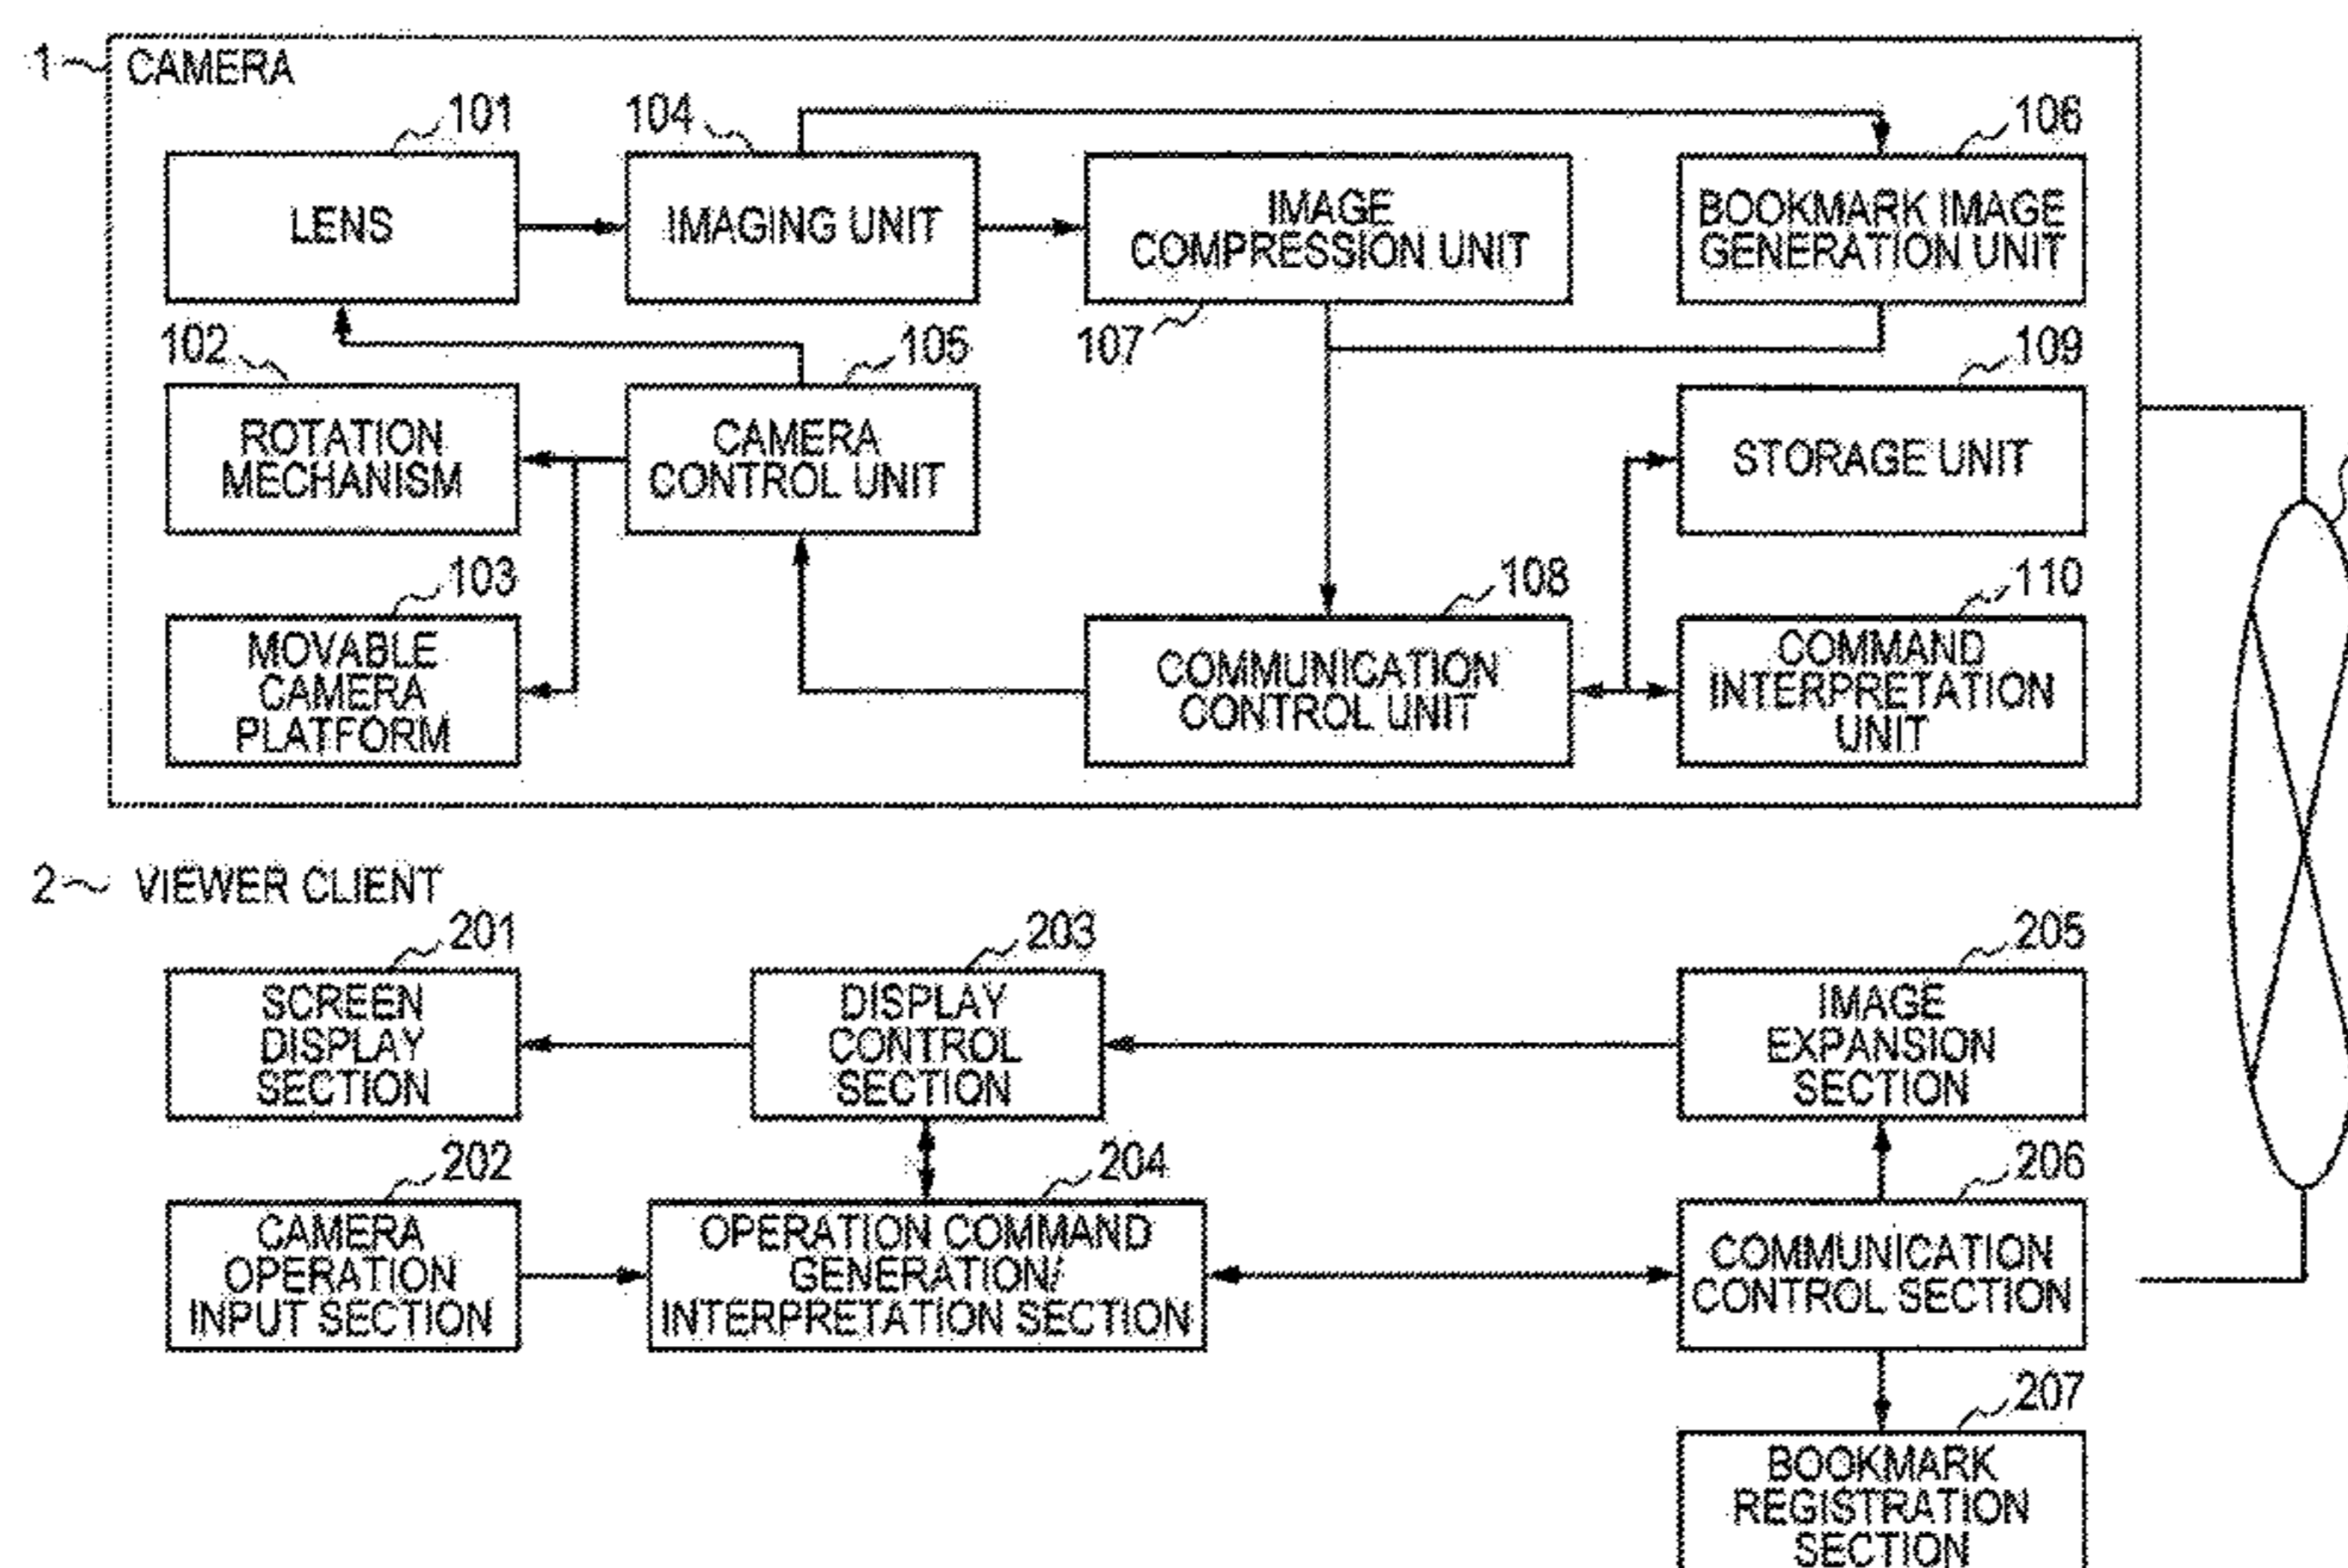 1 CAMERA
101
104
106
LENS
IMAGING UNIT
IMAGE
COMPRESSION UNIT
BOOKMARK IMAGE
GENERATION UNIT
102
105
107
109
ROTATION
MECHANISM
CAMERA
CONTROL UNIT
STORAGE UNIT
103
108
110
MOVABLE
CAMERA
PLATFORM
COMMUNICATION
CONTROL UNIT
COMMAND
INTERPRETATION
UNIT
2 VIEWER CLIENT
201
203
205
SCREEN
DISPLAY
SECTION
DISPLAY
CONTROL
SECTION
IMAGE
EXPANSION
SECTION
202
204
206
CAMERA
OPERATION
INPUT SECTION
OPERATION COMMAND
GENERATION/
INTERPRETATION SECTION
COMMUNICATION
CONTROL SECTION
207
BOOKMARK
REGISTRATION
SECTION